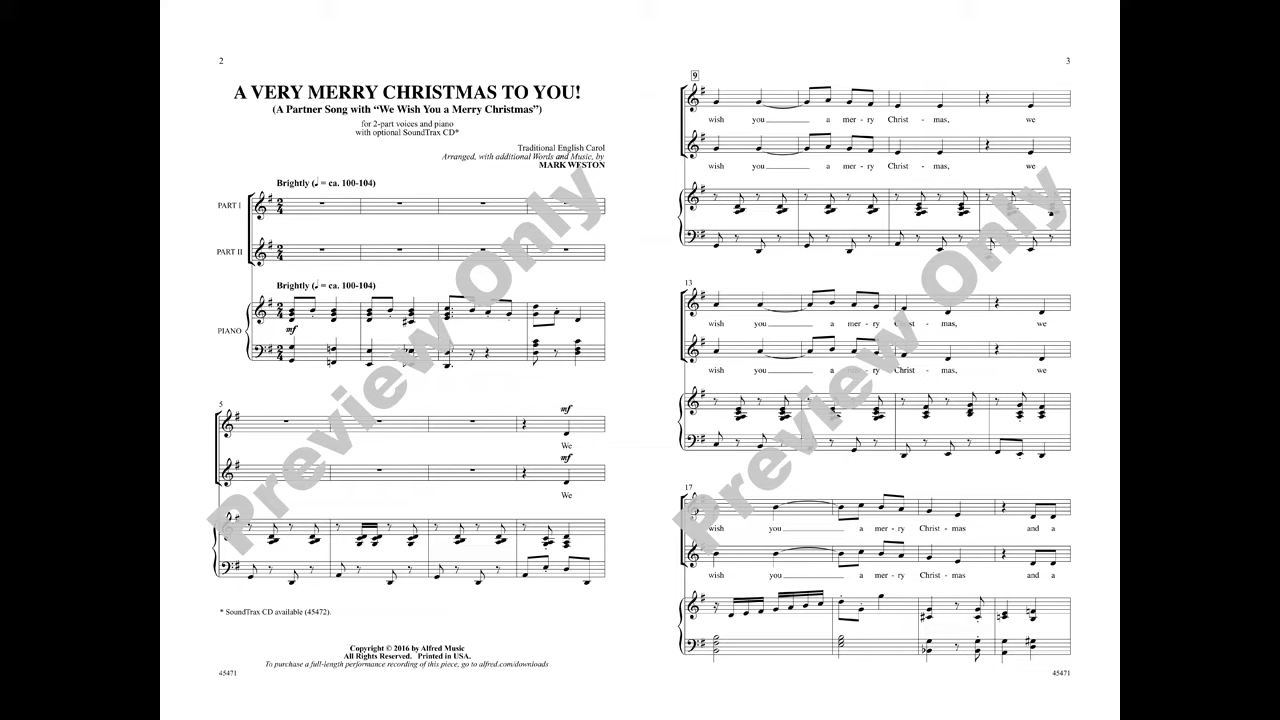 2
A VERY MERRY CHRISTMAS TO YOU!
(A Partner Song with “We Wish You a Merry Christmas”)
for 2-part voices and piano
with optional SoundTrax CD*
Traditional English Carol
Arranged, with additional Words and Music, by
MARK WESTON
Brightly (♩ = ca. 100-104)
PART I
PART II
Brightly (♩ = ca. 100-104)
PIANO
mf
5
mf
We
mf
We
* SoundTrax CD available (45472).
Copyright © 2016 by Alfred Music
All Rights Reserved. Printed in USA.
To purchase a full-length performance recording of this piece, go to alfred.com/downloads
45471
Preview Only
3
9
wish you a mer - ry Christ - mas, we
wish you a mer - ry Christ - mas, we
13
wish you a mer - ry Christ - mas, we
wish you a mer - ry Christ - mas, we
17
wish you a mer - ry Christ - mas and a
wish you a mer - ry Christ - mas and a
45471
Preview Only